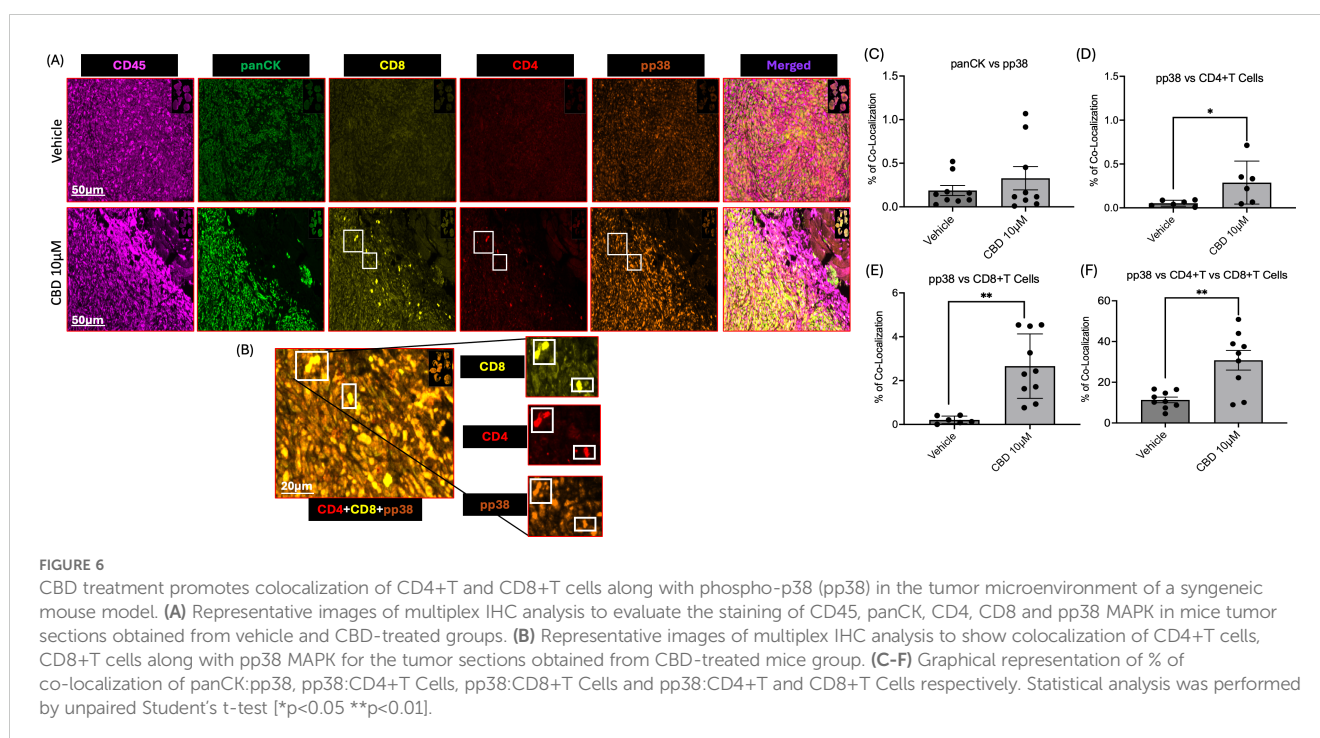 (A)
CD45 panCK CD8 CD4 pp38 Merged
Vehicle
50μm
CBD 10μM
50μm
(B)
20μm
CD4+CD8+pp38
CD8
CD4
pp38
(C)
panCK vs pp38
% of Co-Localization
1.5
1.0
0.5
0.0
Vehicle
CBD 10μM
(D)
pp38 vs CD4+T Cells
% of Co-Localization
1.5
1.0
0.5
0.0
*
Vehicle
CBD 10μM
(E)
pp38 vs CD8+T Cells
% of Co-Localization
6
4
2
0
**
Vehicle
CBD 10μM
(F)
pp38 vs CD4+T vs CD8+T Cells
% of Co-Localization
60
40
20
0
**
Vehicle
CBD 10μM
FIGURE 6
CBD treatment promotes colocalization of CD4+T and CD8+T cells along with phospho-p38 (pp38) in the tumor microenvironment of a syngeneic
mouse model. (A) Representative images of multiplex IHC analysis to evaluate the staining of CD45, panCK, CD4, CD8 and pp38 MAPK in mice tumor
sections obtained from vehicle and CBD-treated groups. (B) Representative images of multiplex IHC analysis to show colocalization of CD4+T cells,
CD8+T cells along with pp38 MAPK for the tumor sections obtained from CBD-treated mice group. (C-F) Graphical representation of % of
co-localization of panCK:pp38, pp38:CD4+T Cells, pp38:CD8+T Cells and pp38:CD4+T and CD8+T Cells respectively. Statistical analysis was performed
by unpaired Student’s t-test [*p<0.05 **p<0.01].